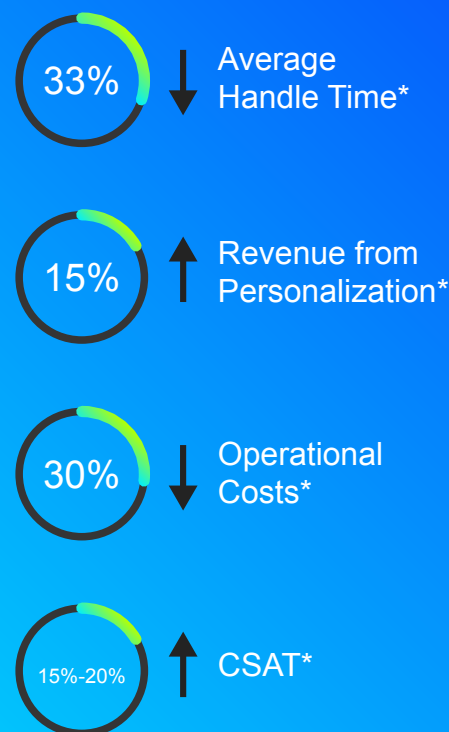 33%
Average
Handle Time*
15%
Revenue from
Personalization*
30%
Operational
Costs*
15%-20%
CSAT*